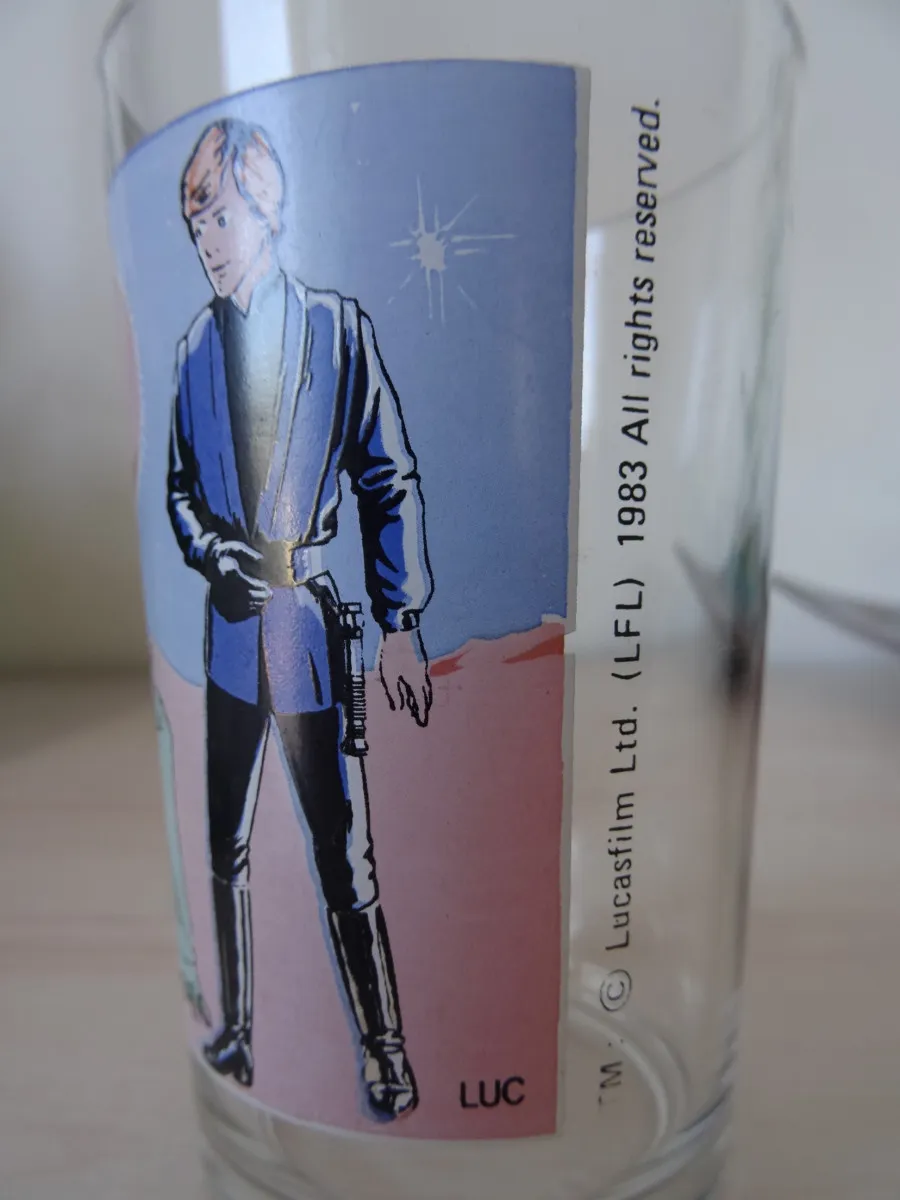 LUC
TM : © Lucasfilm Ltd. (LFL) 1983 All rights reserved.